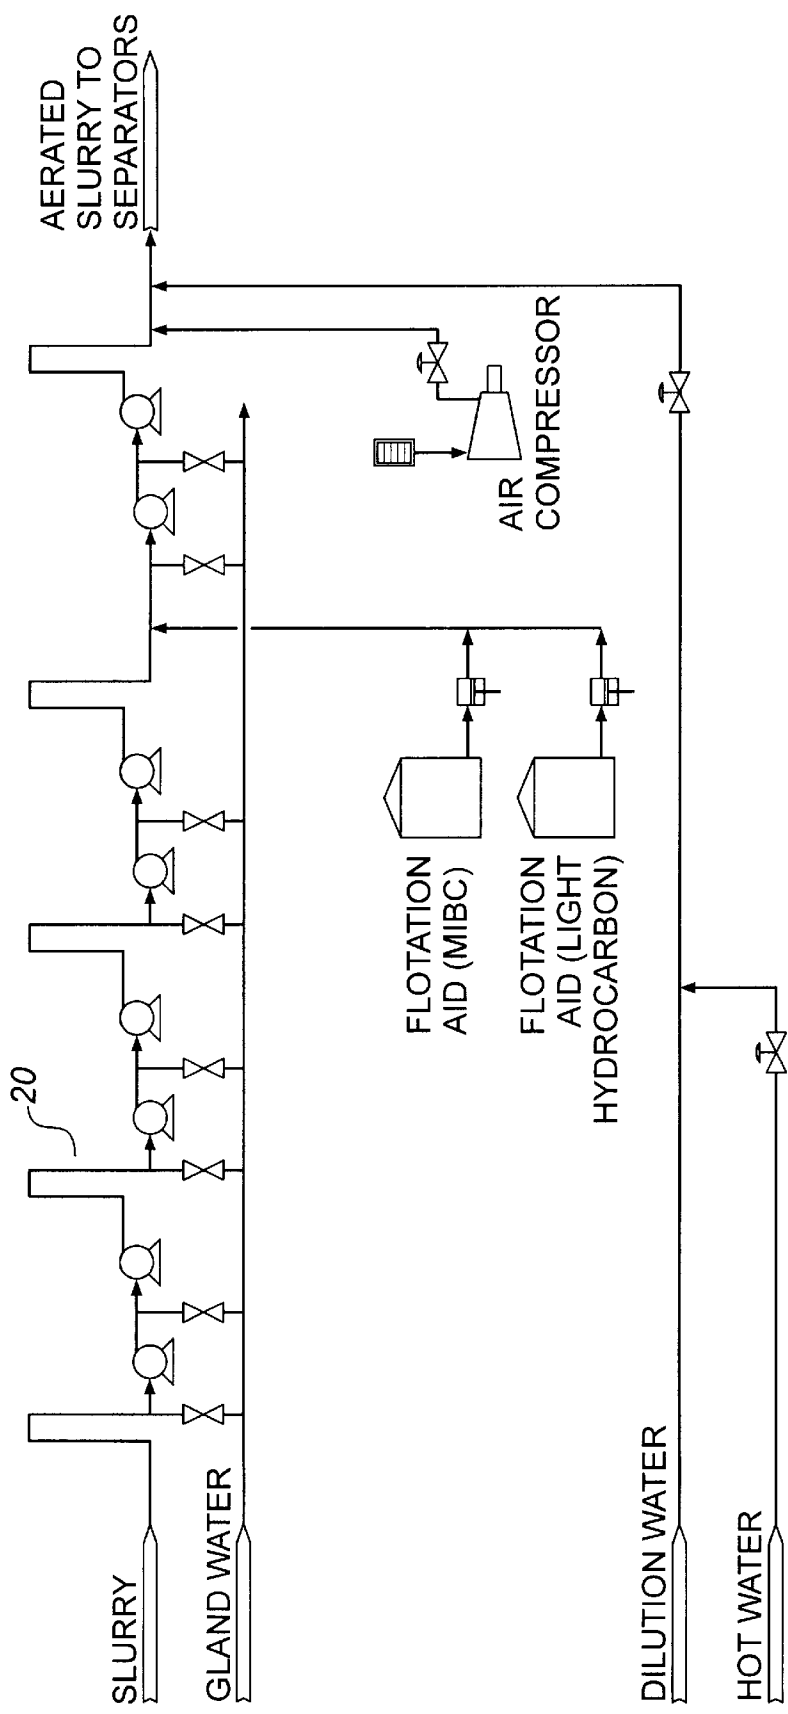 AERATED
SLURRY TO
SEPARATORS
AIR
COMPRESSOR
FLOTATION
AID (MIBC)
FLOTATION
AID (LIGHT
HYDROCARBON)
20
SLURRY
GLAND WATER
DILUTION WATER
HOT WATER